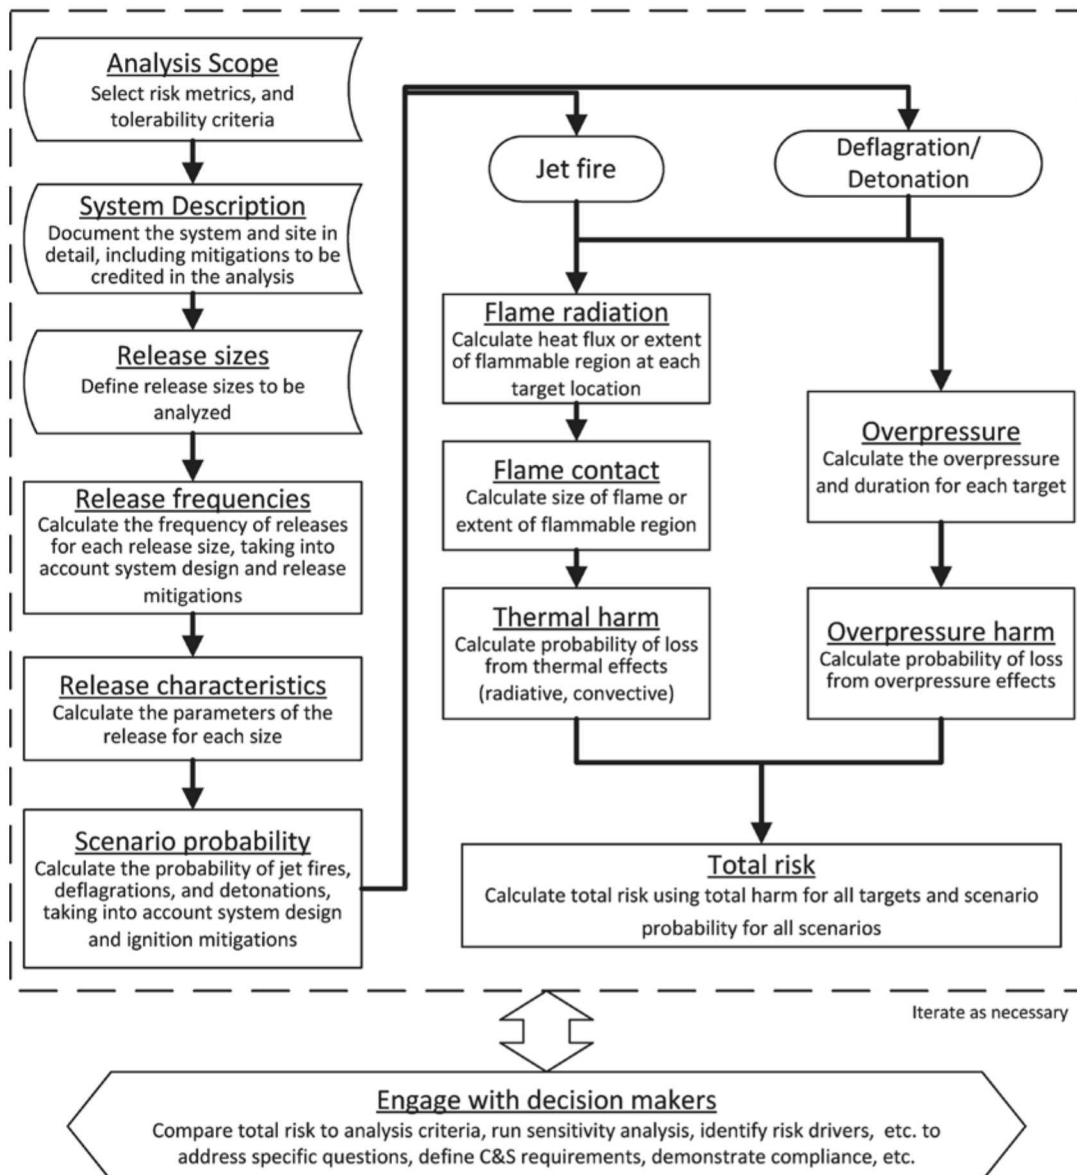 Analysis Scope
Select risk metrics, and
tolerability criteria
System Description
Document the system and site in
detail, including mitigations to be
credited in the analysis
Release sizes
Define release sizes to be
analyzed
Release frequencies
Calculate the frequency of releases
for each release size, taking into
account system design and release
mitigations
Release characteristics
Calculate the parameters of the
release for each size
Scenario probability
Calculate the probability of jet fires,
deflagrations, and detonations,
taking into account system design
and ignition mitigations
Jet fire
Deflagration/
Detonation
Flame radiation
Calculate heat flux or extent
of flammable region at each
target location
Flame contact
Calculate size of flame or
extent of flammable region
Thermal harm
Calculate probability of loss
from thermal effects
(radiative, convective)
Overpressure
Calculate the overpressure
and duration for each target
Overpressure harm
Calculate probability of loss
from overpressure effects
Total risk
Calculate total risk using total harm for all targets and scenario
probability for all scenarios
Iterate as necessary
Engage with decision makers
Compare total risk to analysis criteria, run sensitivity analysis, identify risk drivers, etc. to
address specific questions, define C&S requirements, demonstrate compliance, etc.